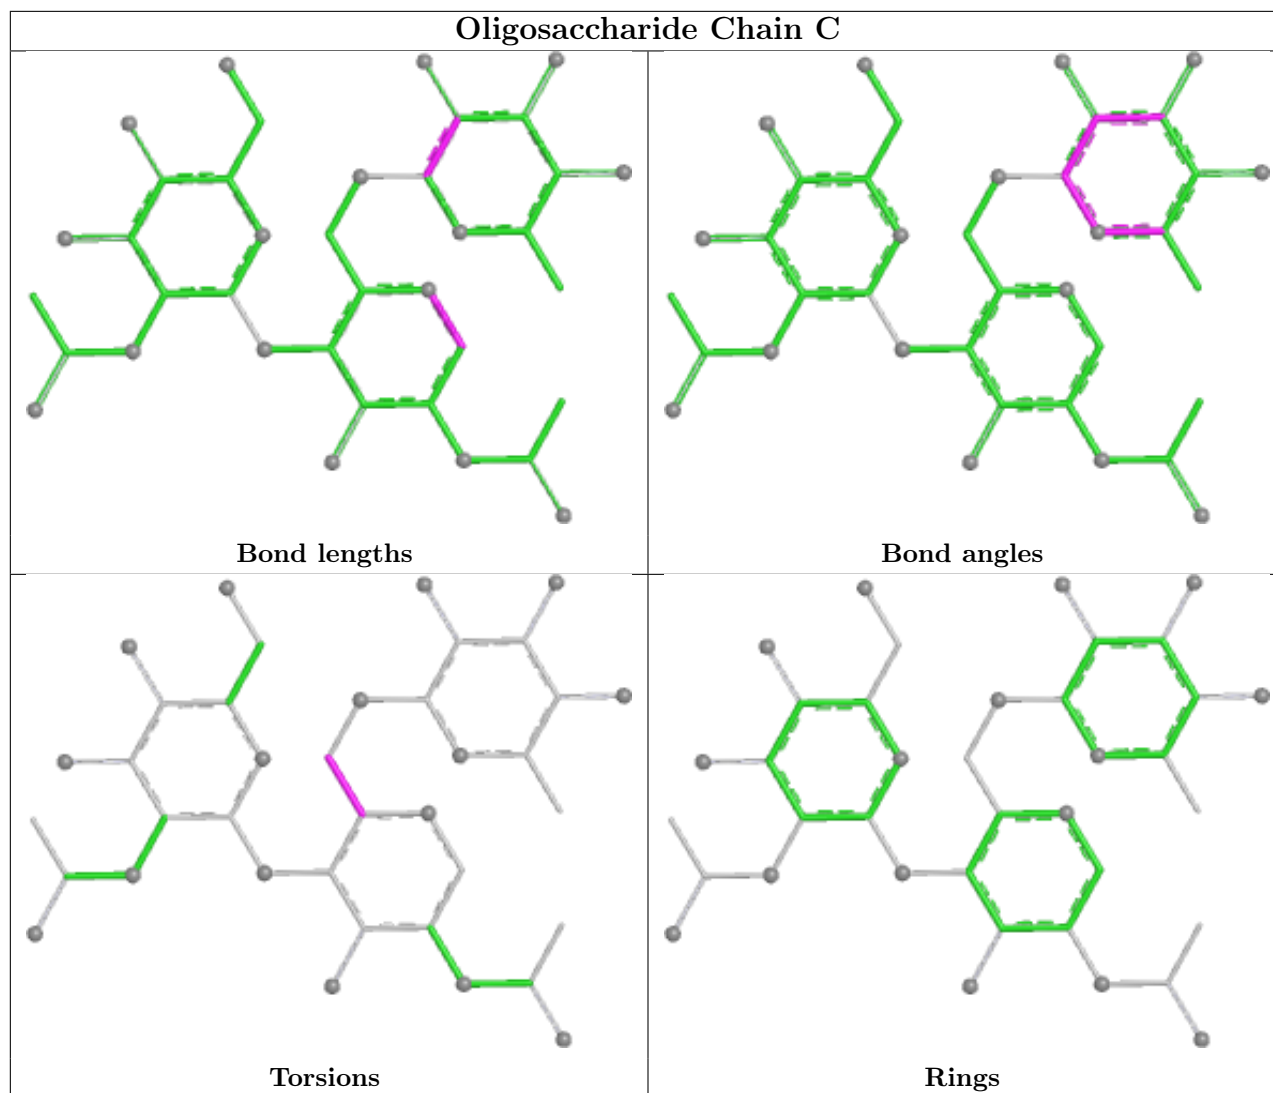 Oligosaccharide Chain C
Bond lengths
Bond angles
Torsions
Rings